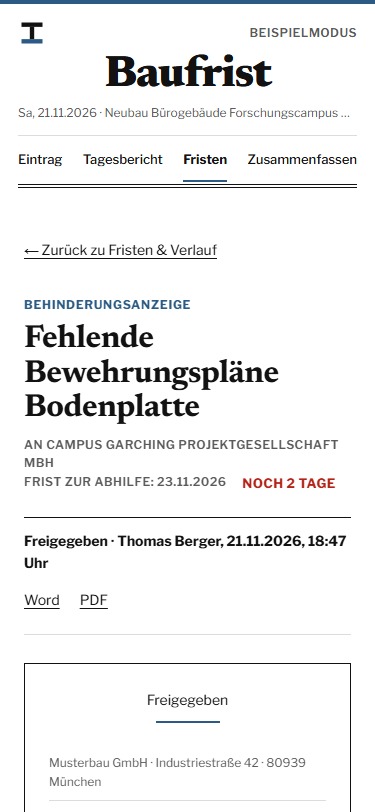 BEISPIELMODUS
Baufrist
Sa, 21.11.2026 · Neubau Bürogebäude Forschungscampus ...
Eintrag Tagesbericht Fristen Zusammenfassen
← Zurück zu Fristen & Verlauf
BEHINDERUNGSANZEIGE
Fehlende
Bewehrungspläne
Bodenplatte
AN CAMPUS GARCHING PROJEKTGESELLSCHAFT
MBH
FRIST ZUR ABHILFE: 23.11.2026 NOCH 2 TAGE
Freigegeben · Thomas Berger, 21.11.2026, 18:47
Uhr
Word PDF
Freigegeben
Musterbau GmbH · Industriestraße 42 · 80939
München